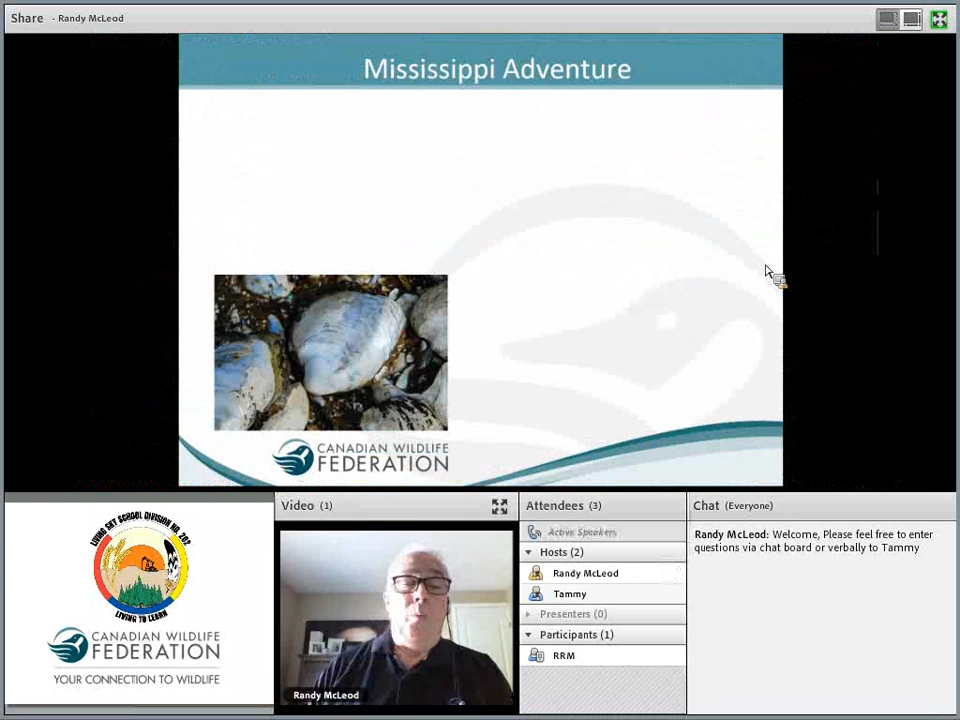 Share - Randy McLeod
Mississippi Adventure
CANADIAN WILDLIFE
FEDERATION
LIVING SKY SCHOOL DIVISION NO. 202
LIVING TO LEARN
CANADIAN WILDLIFE
FEDERATION
YOUR CONNECTION TO WILDLIFE
Video (1)
Randy McLeod
Attendees (3)
Active Speakers
Hosts (2)
Randy McLeod
Tammy
Presenters (0)
Participants (1)
RRM
Chat (Everyone)
Randy McLeod: Welcome, Please feel free to enter
questions via chat board or verbally to Tammy